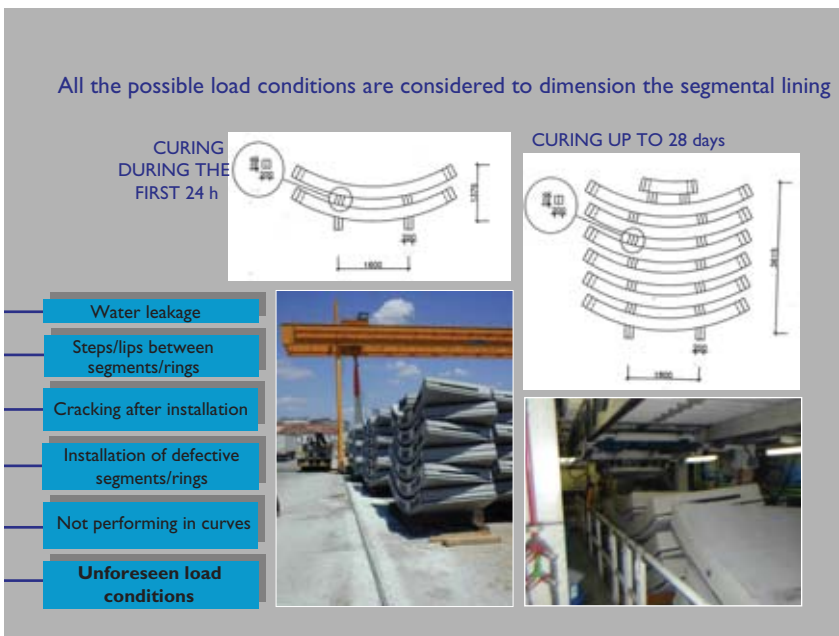 All the possible load conditions are considered to dimension the segmental lining
CURING
DURING THE
FIRST 24 h
CURING UP TO 28 days
1600
Water leakage
Steps/lips between
segments/rings
Cracking after installation
Installation of defective
segments/rings
Not performing in curves
Unforeseen load
conditions